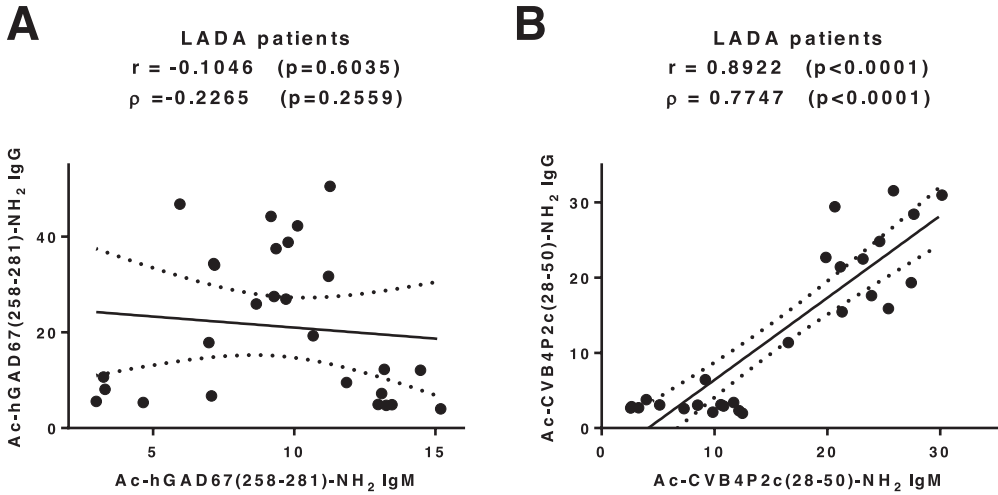 A
LADA patients
r = -0.1046 (p=0.6035)
ρ =-0.2265 (p=0.2559)
Ac-hGAD67(258-281)-NH2 IgG
40
20
0
5 10 15
Ac-hGAD67(258-281)-NH2 IgM
B
LADA patients
r = 0.8922 (p<0.0001)
ρ = 0.7747 (p<0.0001)
Ac-CVB4P2c(28-50)-NH2 IgG
30
20
10
0
0 10 20 30
Ac-CVB4P2c(28-50)-NH2 IgM